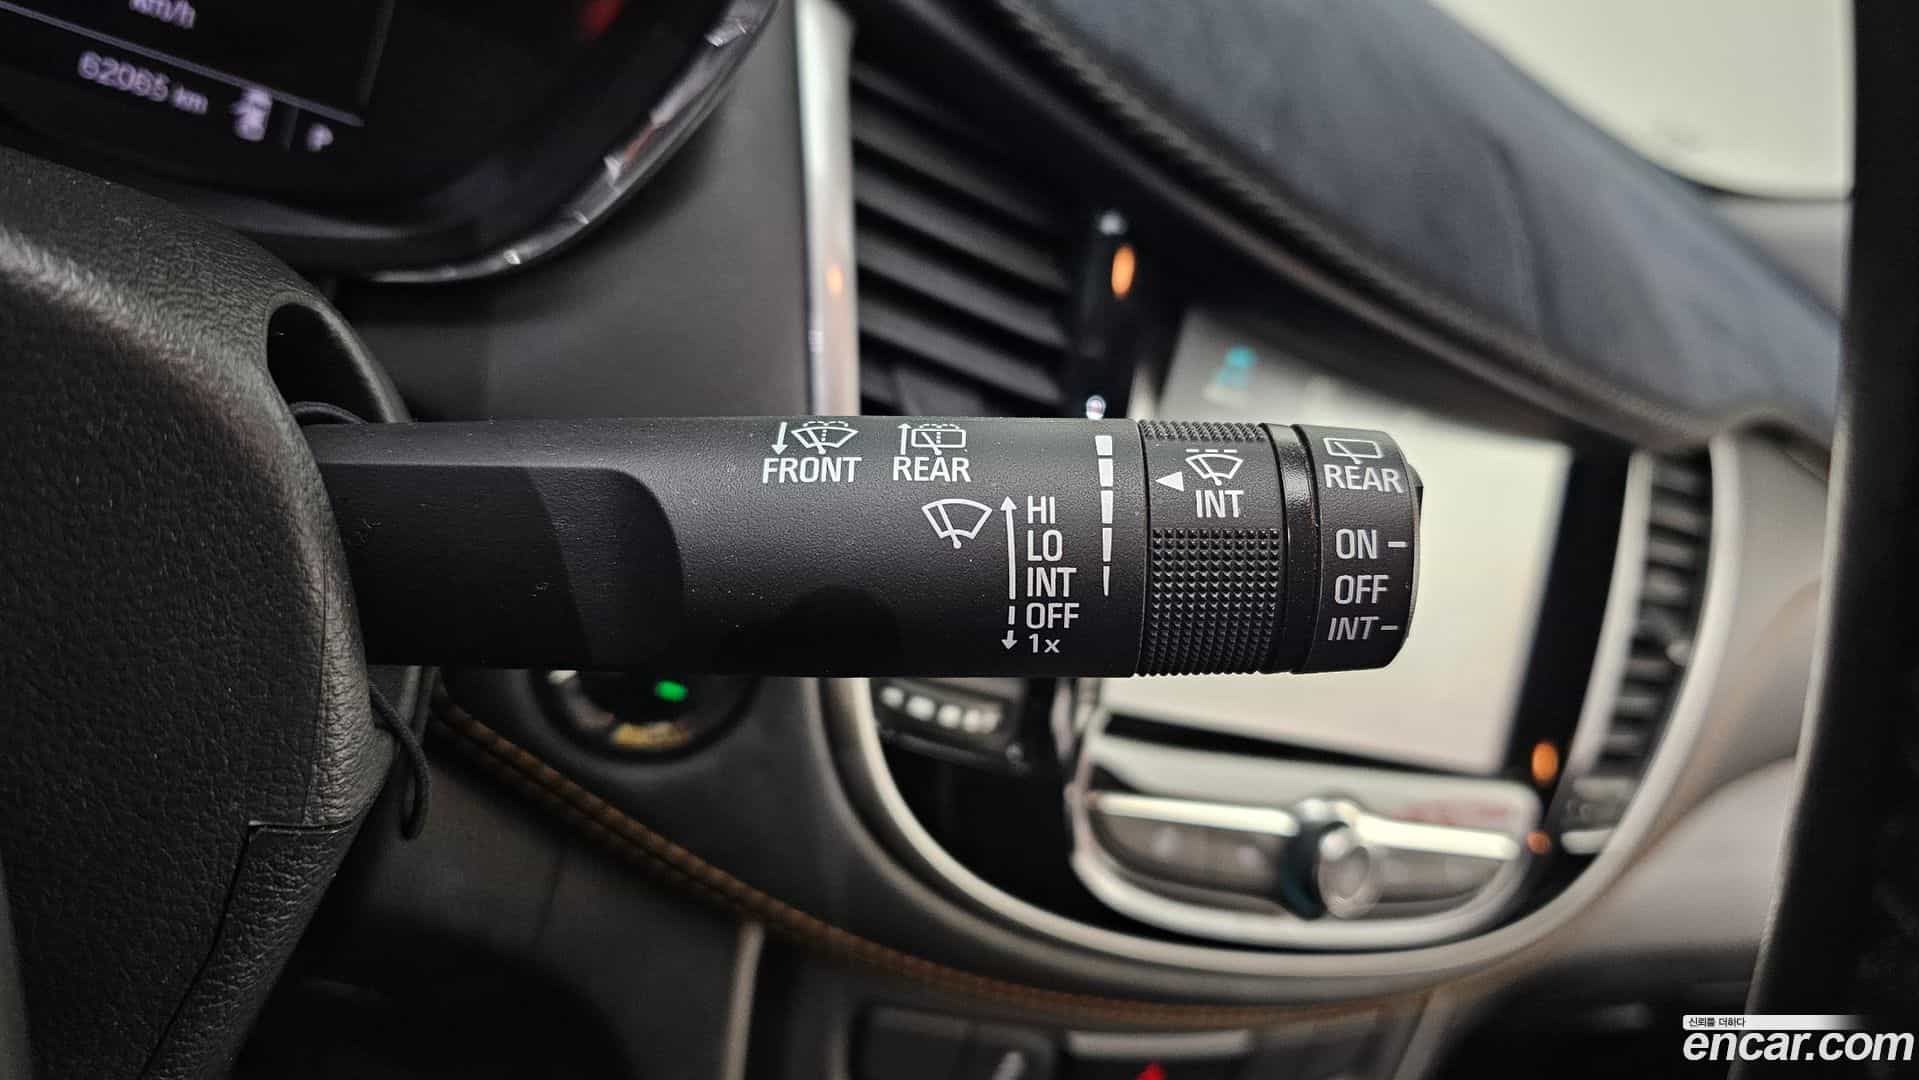 km/h
62065 km
P
FRONT
REAR
HI
LO
INT
OFF
1x
INT
REAR
ON
OFF
INT
신뢰를 더하다
encar.com